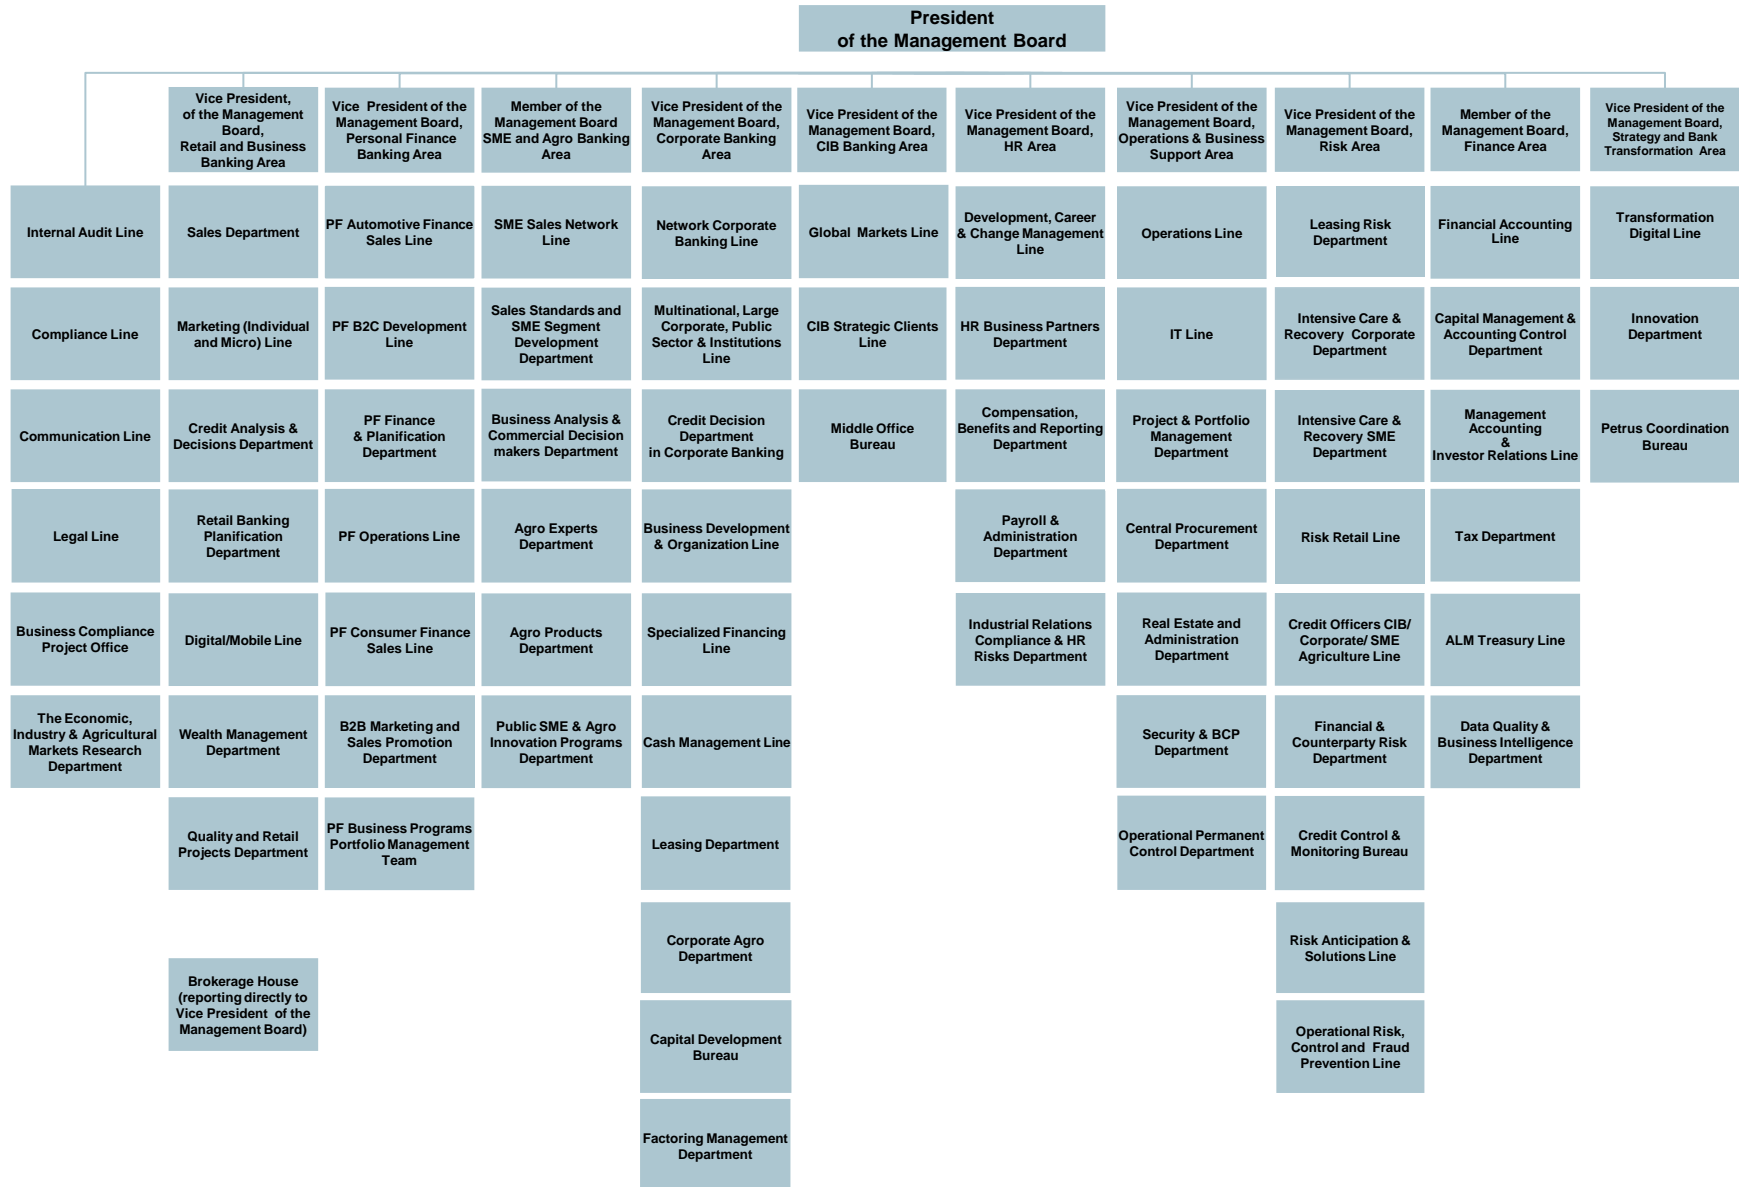 President
of the Management Board
Vice President,
of the Management
Board,
Retail and Business
Banking Area
Vice President of the
Management Board,
Personal Finance
Banking Area
Member of the
Management Board
SME and Agro Banking
Area
Vice President of the
Management Board,
Corporate Banking
Area
Vice President of the
Management Board,
CIB Banking Area
Vice President of the
Management Board,
HR Area
Vice President of the
Management Board,
Operations & Business
Support Area
Vice President of the
Management Board,
Risk Area
Member of the
Management Board,
Finance Area
Vice President of the
Management Board,
Strategy and Bank
Transformation Area
Internal Audit Line
Sales Department
PF Automotive Finance
Sales Line
SME Sales Network
Line
Network Corporate
Banking Line
Global Markets Line
Development, Career
& Change Management
Line
Operations Line
Leasing Risk
Department
Financial Accounting
Line
Transformation
Digital Line
Compliance Line
Marketing (Individual
and Micro) Line
PF B2C Development
Line
Sales Standards and
SME Segment
Development
Department
Multinational, Large
Corporate, Public
Sector & Institutions
Line
CIB Strategic Clients
Line
HR Business Partners
Department
IT Line
Intensive Care &
Recovery Corporate
Department
Capital Management &
Accounting Control
Department
Innovation
Department
Communication Line
Credit Analysis &
Decisions Department
PF Finance
& Planification
Department
Business Analysis &
Commercial Decision
makers Department
Credit Decision
Department
in Corporate Banking
Middle Office
Bureau
Compensation,
Benefits and Reporting
Department
Project & Portfolio
Management
Department
Intensive Care &
Recovery SME
Department
Management
Accounting
&
Investor Relations Line
Petrus Coordination
Bureau
Legal Line
Retail Banking
Planification
Department
PF Operations Line
Agro Experts
Department
Business Development
& Organization Line
Payroll &
Administration
Department
Central Procurement
Department
Risk Retail Line
Tax Department
Business Compliance
Project Office
Digital/Mobile Line
PF Consumer Finance
Sales Line
Agro Products
Department
Specialized Financing
Line
Industrial Relations
Compliance & HR
Risks Department
Real Estate and
Administration
Department
Credit Officers CIB/
Corporate/ SME
Agriculture Line
ALM Treasury Line
The Economic,
Industry & Agricultural
Markets Research
Department
Wealth Management
Department
B2B Marketing and
Sales Promotion
Department
Public SME & Agro
Innovation Programs
Department
Cash Management Line
Security & BCP
Department
Financial &
Counterparty Risk
Department
Data Quality &
Business Intelligence
Department
Quality and Retail
Projects Department
PF Business Programs
Portfolio Management
Team
Leasing Department
Operational Permanent
Control Department
Credit Control &
Monitoring Bureau
Brokerage House
(reporting directly to
Vice President of the
Management Board)
Corporate Agro
Department
Risk Anticipation &
Solutions Line
Capital Development
Bureau
Operational Risk,
Control and Fraud
Prevention Line
Factoring Management
Department